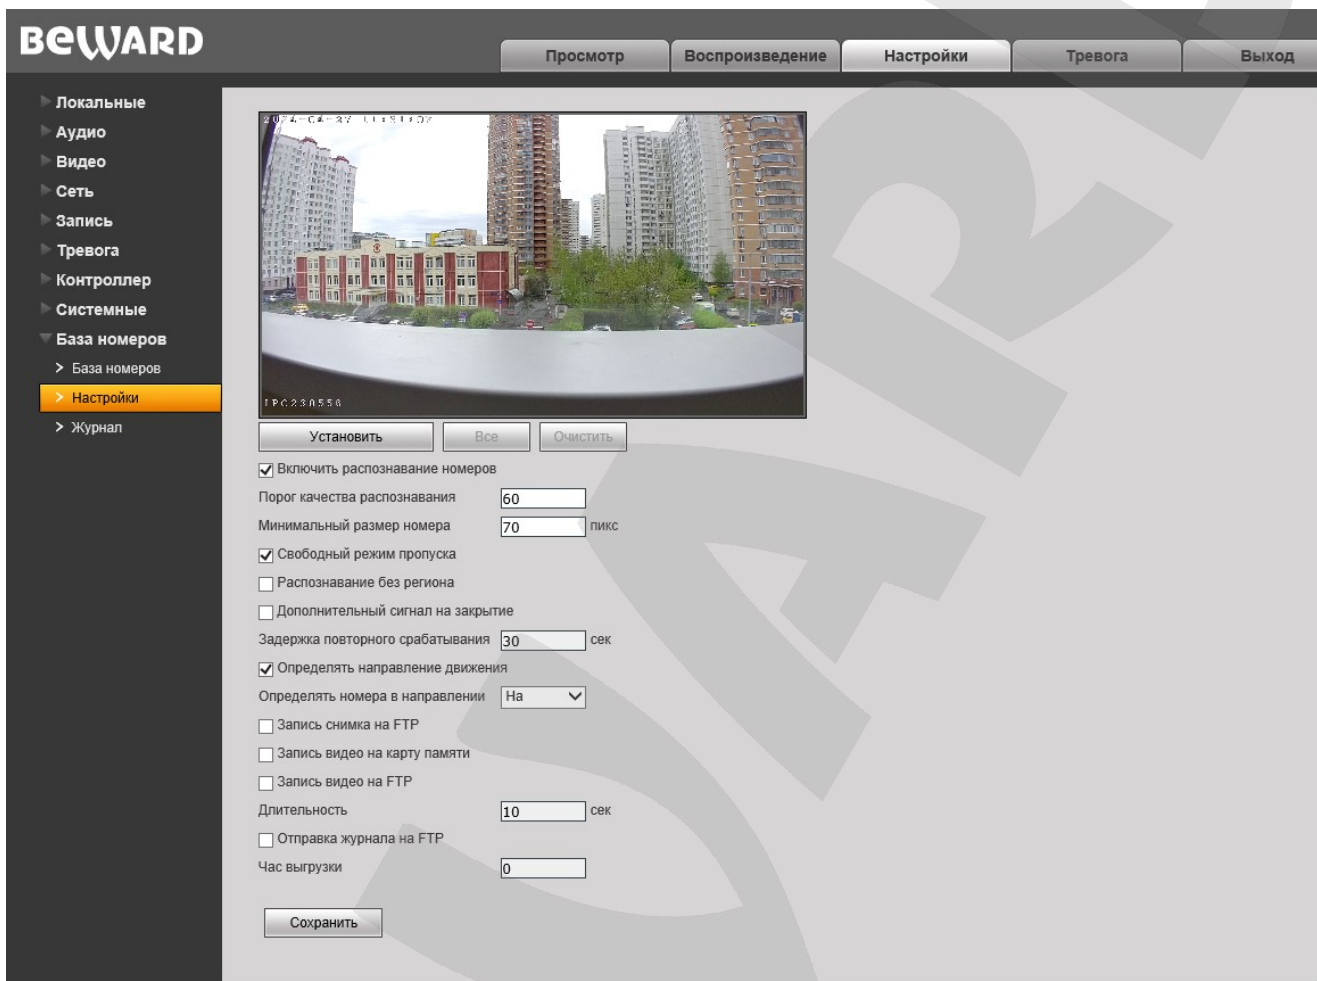 BEWARD
Просмотр
Воспроизведение
Настройки
Тревога
Выход
Локальные
Аудио
Видео
Сеть
Запись
Тревога
Контроллер
Системные
База номеров
База номеров
Настройки
Журнал
IPC230556
Установить
Все
Очистить
Включить распознавание номеров
Порог качества распознавания 60
Минимальный размер номера 70 пикс
Свободный режим пропуска
Распознавание без региона
Дополнительный сигнал на закрытие
Задержка повторного срабатывания 30 сек
Определять направление движения
Определять номера в направлении На
Запись снимка на FTP
Запись видео на карту памяти
Запись видео на FTP
Длительность 10 сек
Отправка журнала на FTP
Час выгрузки 0
Сохранить